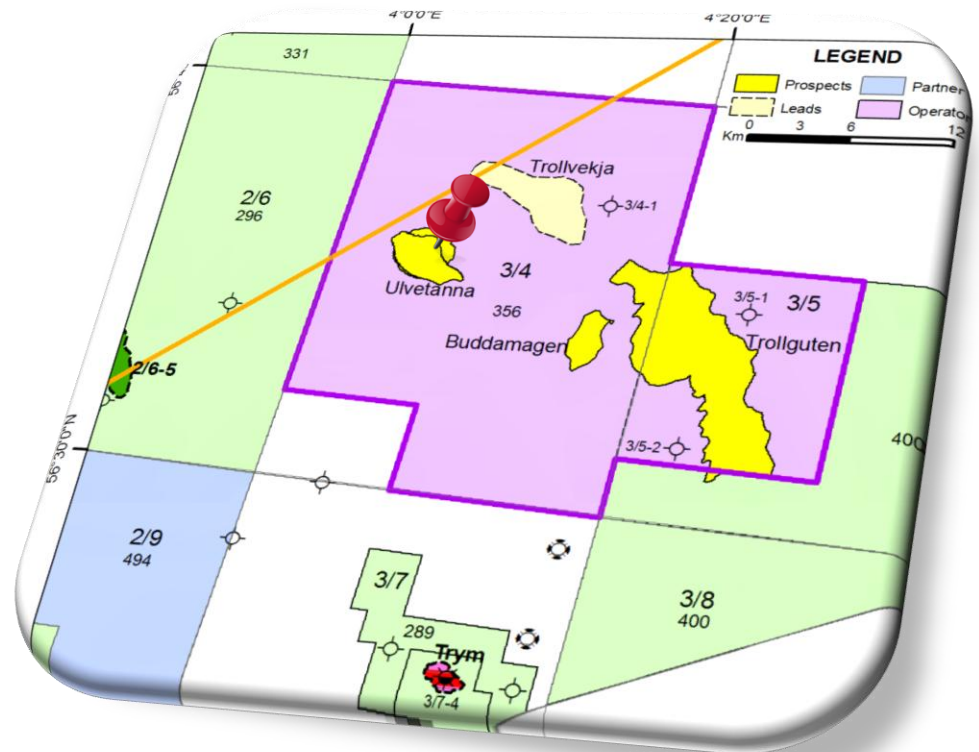 4°0'0"E
4°20'0"E
331
LEGEND
Prospects
Partner
Leads
Operator
Km
0 3 6 12
Trollvekja
3/4-1
2/6
296
3/4
Ulvetanna
356
3/5-1
3/5
Buddamagen
Trollguten
2/6-5
400
3/5-2
56°30'0"N
2/9
494
3/7
3/8
400
289
Trym
3/7-4